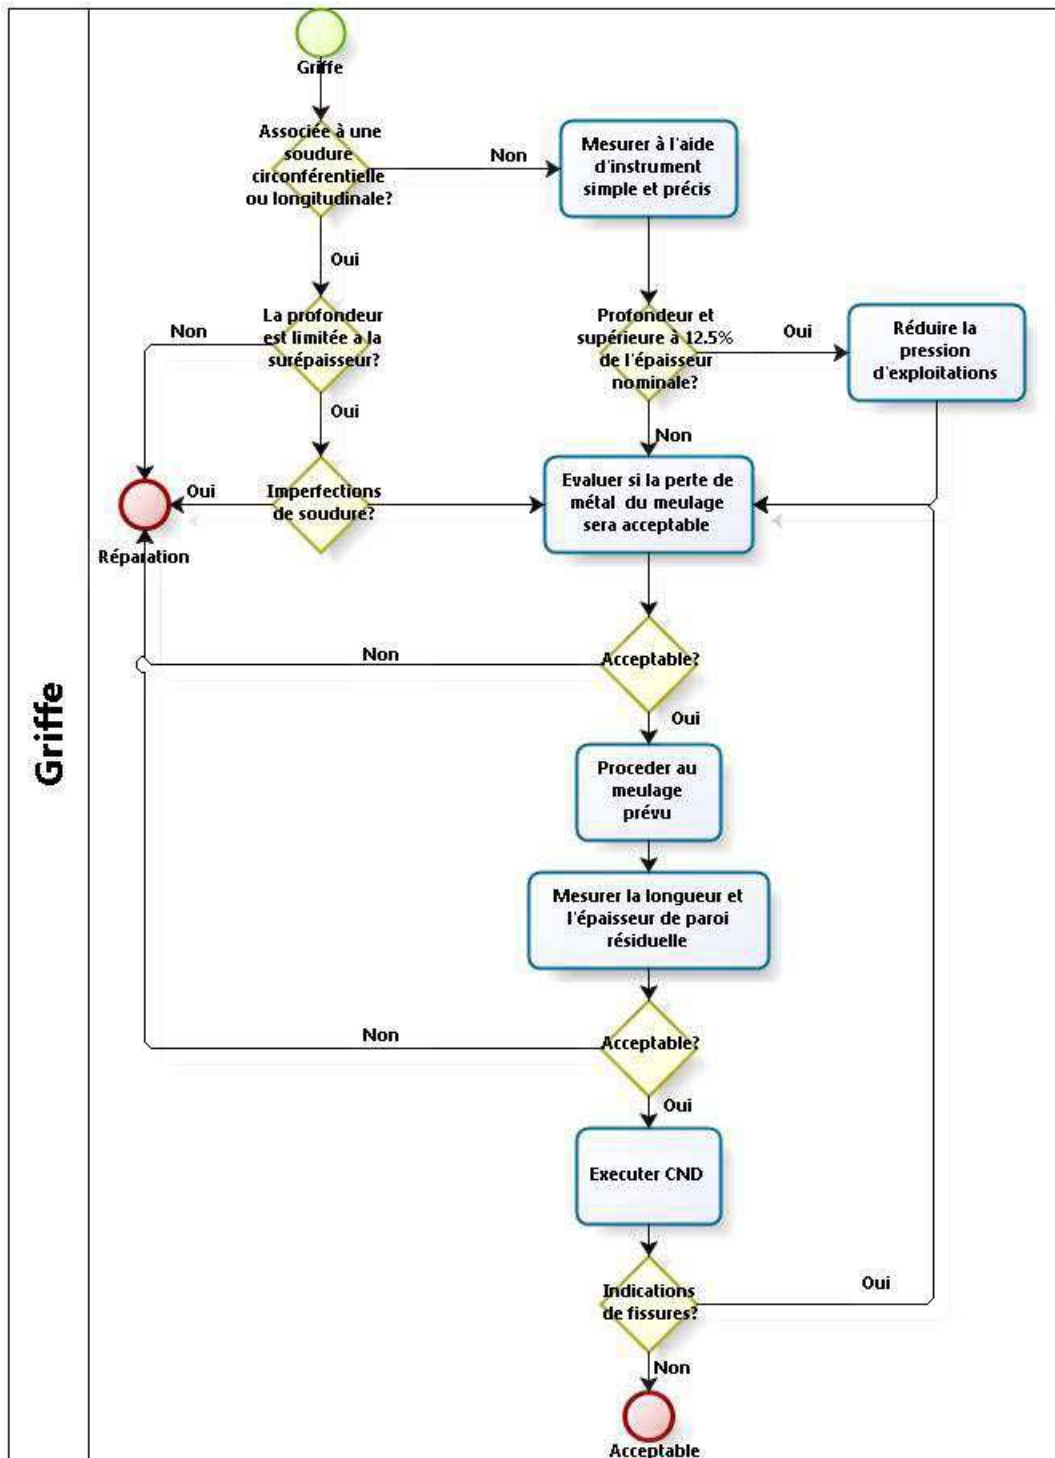 Griffe
Griffe
Associée à une
soudure
circonférentielle
ou longitudinale?
Non
Mesurer à l'aide
d'instrument
simple et précis
Oui
La profondeur
est limitée a la
surépaisseur?
Non
Profondeur et
supérieure à 12.5%
de l'épaisseur
nominale?
Oui
Réduire la
pression
d'exploitations
Oui
Non
Imperfections
de soudure?
Oui
Réparation
Evaluer si la perte de
métal du meulage
sera acceptable
Acceptable?
Non
Oui
Proceder au
meulage
prévu
Mesurer la longueur et
l'épaisseur de paroi
résiduelle
Acceptable?
Non
Oui
Executer CND
Indications
de fissures?
Oui
Non
Acceptable